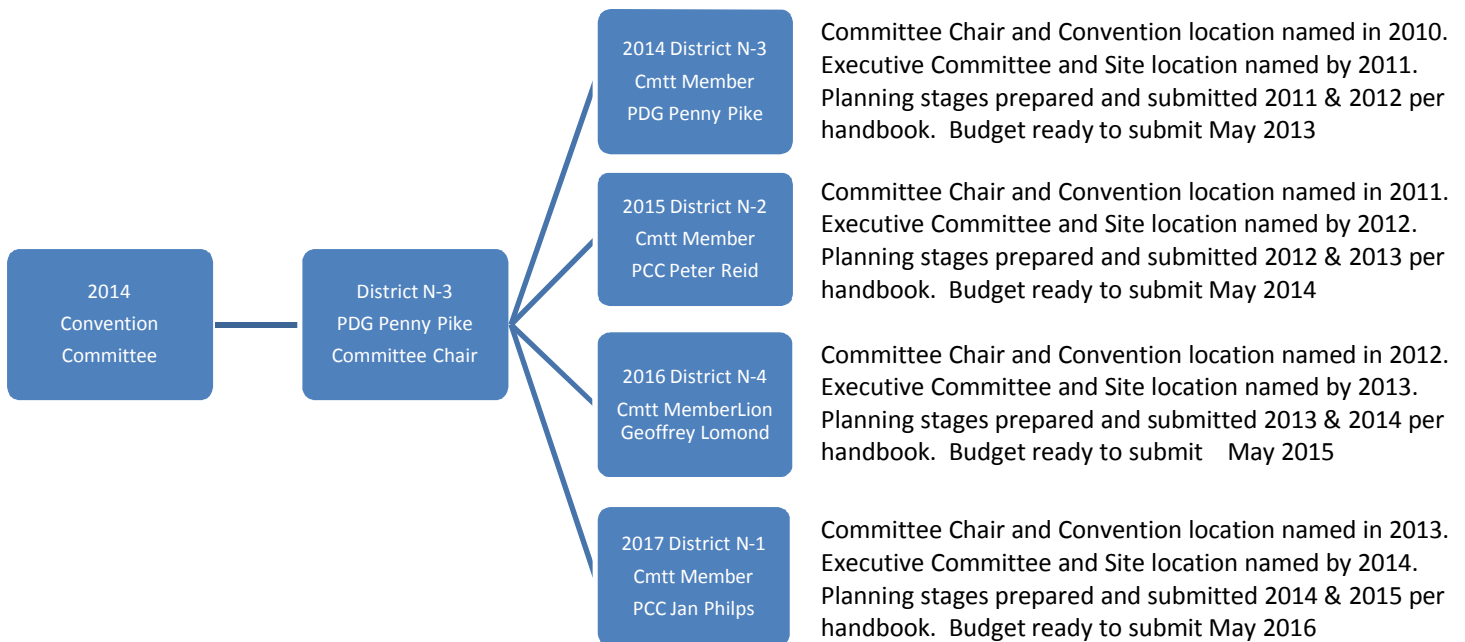 2014
Convention
Committee
District N-3
PDG Penny Pike
Committee Chair
2014 District N-3
Cmtt Member
PDG Penny Pike
Committee Chair and Convention location named in 2010.
Executive Committee and Site location named by 2011.
Planning stages prepared and submitted 2011 & 2012 per
handbook.  Budget ready to submit May 2013
2015 District N-2
Cmtt Member
PCC Peter Reid
Committee Chair and Convention location named in 2011.
Executive Committee and Site location named by 2012.
Planning stages prepared and submitted 2012 & 2013 per
handbook.  Budget ready to submit May 2014
2016 District N-4
Cmtt MemberLion
Geoffrey Lomond
Committee Chair and Convention location named in 2012.
Executive Committee and Site location named by 2013.
Planning stages prepared and submitted 2013 & 2014 per
handbook.  Budget ready to submit    May 2015
2017 District N-1
Cmtt Member
PCC Jan Philps
Committee Chair and Convention location named in 2013.
Executive Committee and Site location named by 2014.
Planning stages prepared and submitted 2014 & 2015 per
handbook.  Budget ready to submit May 2016